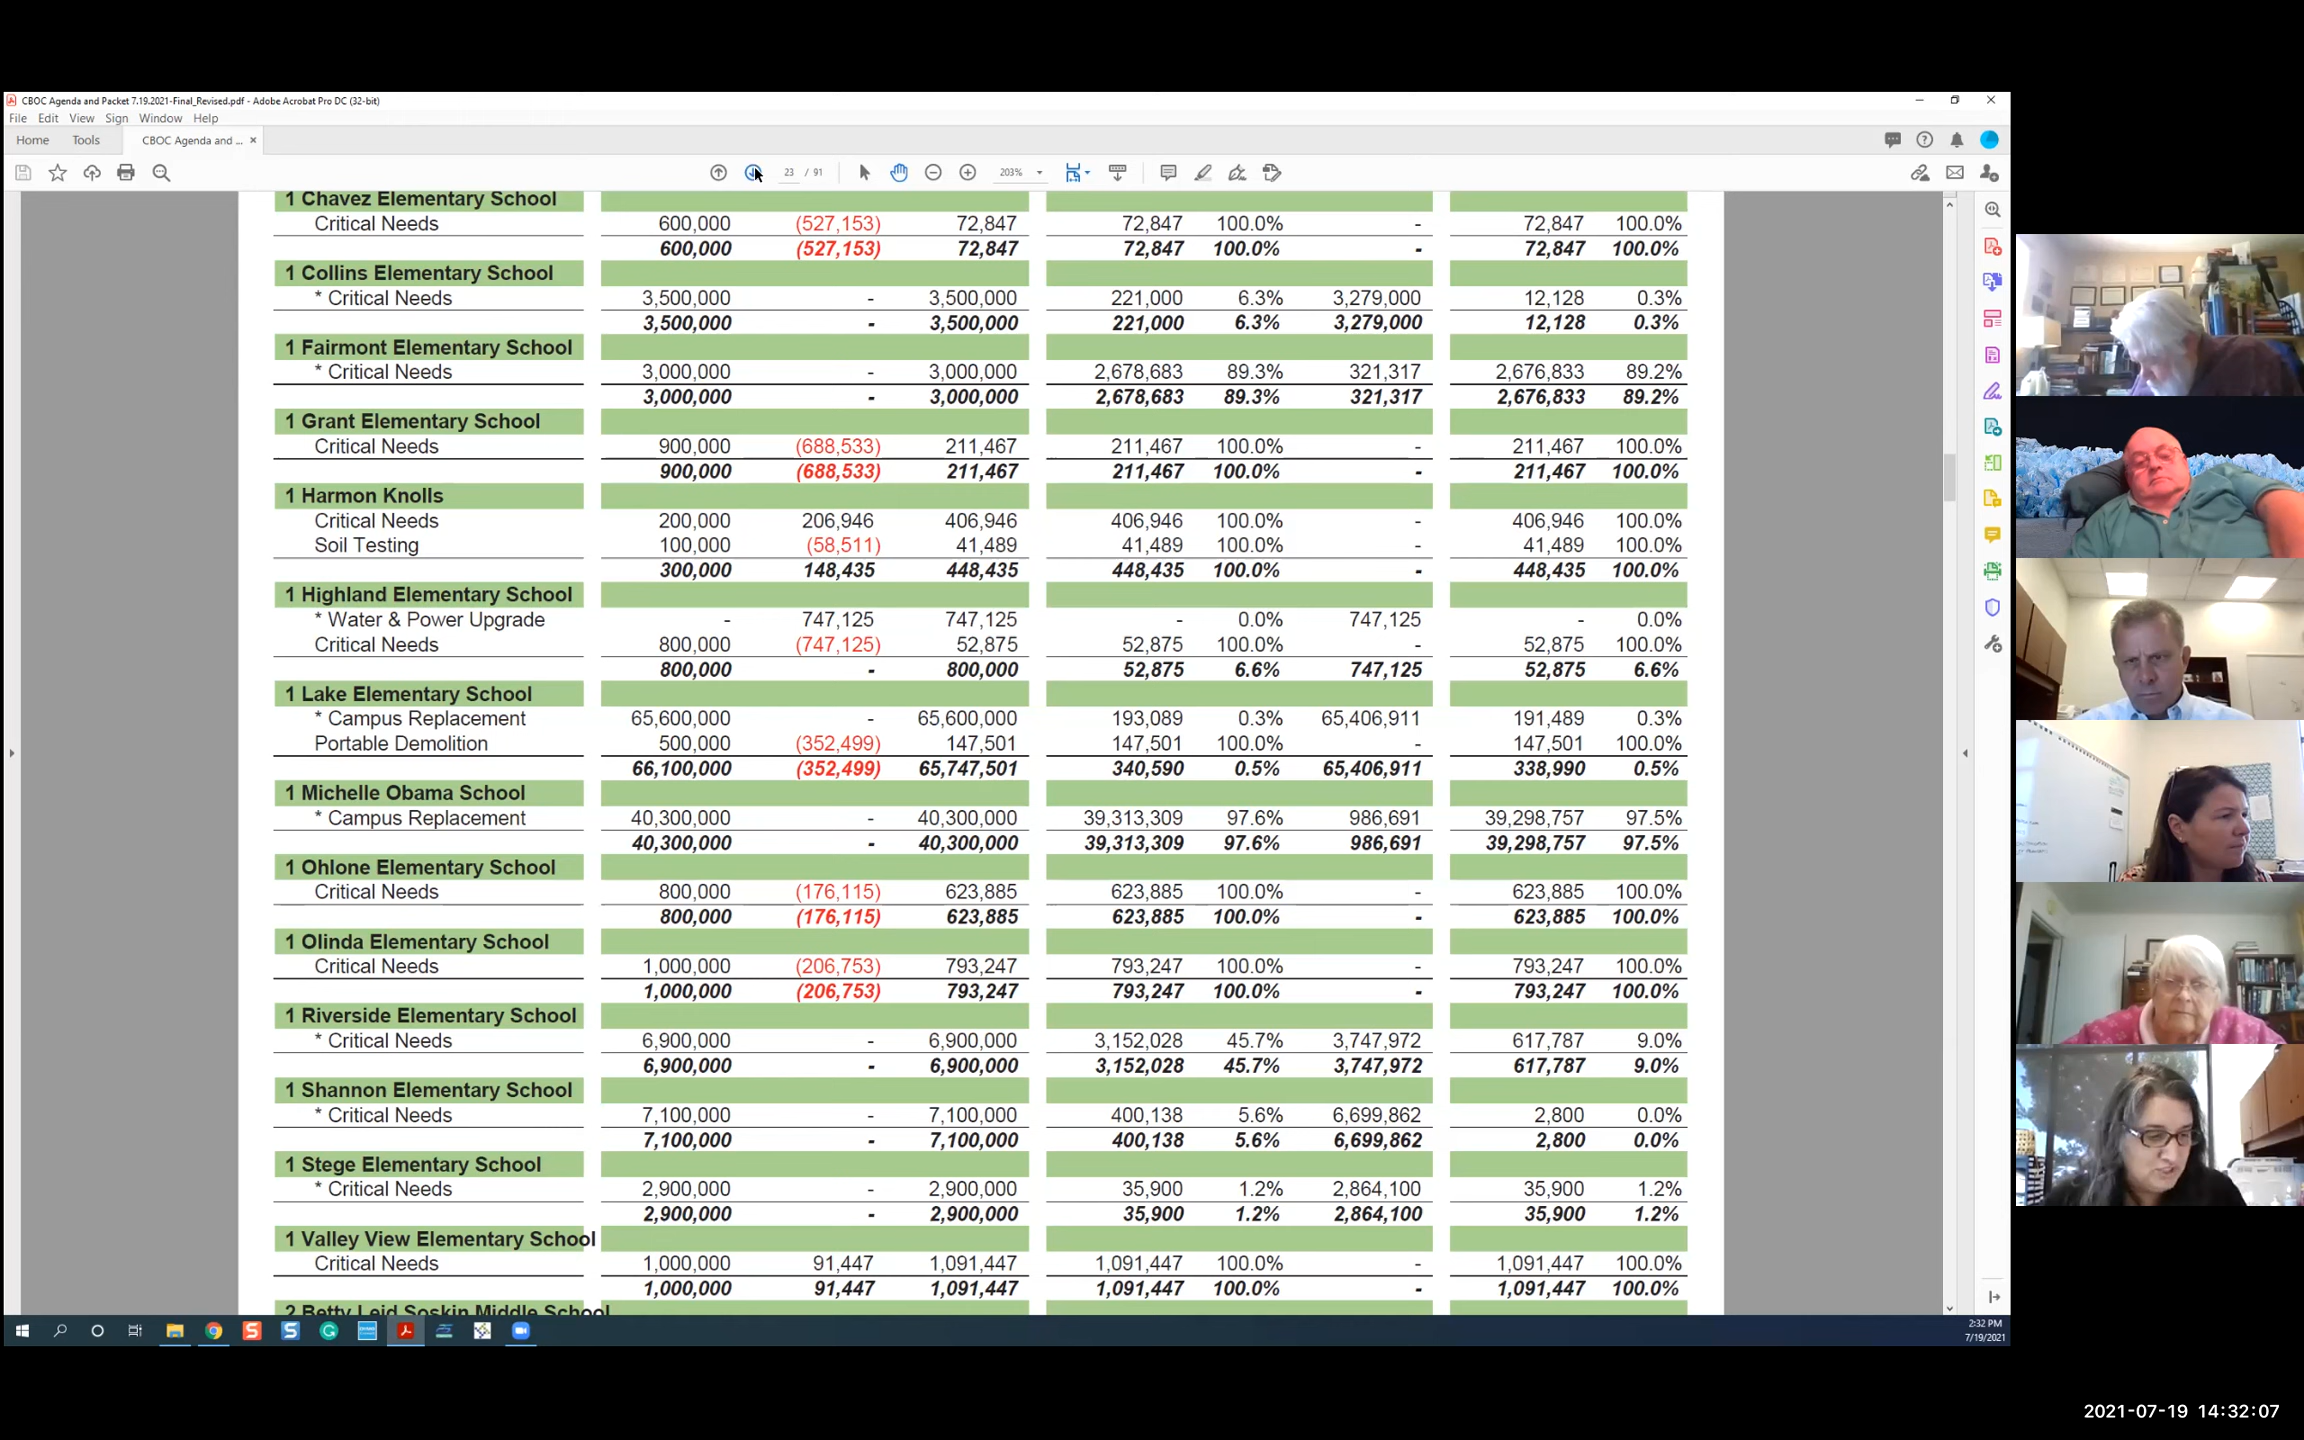 CBOC Agenda and Packet 7.19.2021-Final_Revised.pdf - Adobe Acrobat Pro DC (32-bit)
File Edit View Sign Window Help
Home Tools CBOC Agenda and ... ×
23 / 91 203%
1 Chavez Elementary School
Critical Needs 600,000 (527,153) 72,847 72,847 100.0% - 72,847 100.0%
600,000 (527,153) 72,847 72,847 100.0% - 72,847 100.0%
1 Collins Elementary School
* Critical Needs 3,500,000 - 3,500,000 221,000 6.3% 3,279,000 12,128 0.3%
3,500,000 - 3,500,000 221,000 6.3% 3,279,000 12,128 0.3%
1 Fairmont Elementary School
* Critical Needs 3,000,000 - 3,000,000 2,678,683 89.3% 321,317 2,676,833 89.2%
3,000,000 - 3,000,000 2,678,683 89.3% 321,317 2,676,833 89.2%
1 Grant Elementary School
Critical Needs 900,000 (688,533) 211,467 211,467 100.0% - 211,467 100.0%
900,000 (688,533) 211,467 211,467 100.0% - 211,467 100.0%
1 Harmon Knolls
Critical Needs 200,000 206,946 406,946 406,946 100.0% - 406,946 100.0%
Soil Testing 100,000 (58,511) 41,489 41,489 100.0% - 41,489 100.0%
300,000 148,435 448,435 448,435 100.0% - 448,435 100.0%
1 Highland Elementary School
* Water & Power Upgrade - 747,125 747,125 - 0.0% 747,125 - 0.0%
Critical Needs 800,000 (747,125) 52,875 52,875 100.0% - 52,875 100.0%
800,000 - 800,000 52,875 6.6% 747,125 52,875 6.6%
1 Lake Elementary School
* Campus Replacement 65,600,000 - 65,600,000 193,089 0.3% 65,406,911 191,489 0.3%
Portable Demolition 500,000 (352,499) 147,501 147,501 100.0% - 147,501 100.0%
66,100,000 (352,499) 65,747,501 340,590 0.5% 65,406,911 338,990 0.5%
1 Michelle Obama School
* Campus Replacement 40,300,000 - 40,300,000 39,313,309 97.6% 986,691 39,298,757 97.5%
40,300,000 - 40,300,000 39,313,309 97.6% 986,691 39,298,757 97.5%
1 Ohlone Elementary School
Critical Needs 800,000 (176,115) 623,885 623,885 100.0% - 623,885 100.0%
800,000 (176,115) 623,885 623,885 100.0% - 623,885 100.0%
1 Olinda Elementary School
Critical Needs 1,000,000 (206,753) 793,247 793,247 100.0% - 793,247 100.0%
1,000,000 (206,753) 793,247 793,247 100.0% - 793,247 100.0%
1 Riverside Elementary School
* Critical Needs 6,900,000 - 6,900,000 3,152,028 45.7% 3,747,972 617,787 9.0%
6,900,000 - 6,900,000 3,152,028 45.7% 3,747,972 617,787 9.0%
1 Shannon Elementary School
* Critical Needs 7,100,000 - 7,100,000 400,138 5.6% 6,699,862 2,800 0.0%
7,100,000 - 7,100,000 400,138 5.6% 6,699,862 2,800 0.0%
1 Stege Elementary School
* Critical Needs 2,900,000 - 2,900,000 35,900 1.2% 2,864,100 35,900 1.2%
2,900,000 - 2,900,000 35,900 1.2% 2,864,100 35,900 1.2%
1 Valley View Elementary School
Critical Needs 1,000,000 91,447 1,091,447 1,091,447 100.0% - 1,091,447 100.0%
1,000,000 91,447 1,091,447 1,091,447 100.0% - 1,091,447 100.0%
2 Betty Leid Soskin Middle School
2:32 PM
7/19/2021
2021-07-19 14:32:07